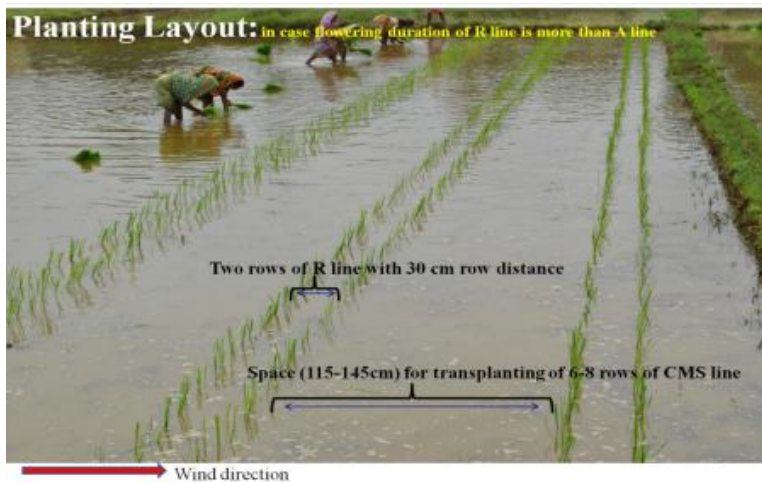 Planting Layout: in case flowering duration of R line is more than A line
Two rows of R line with 30 cm row distance
Space (115-145cm) for transplanting of 6-8 rows of CMS line
Wind direction